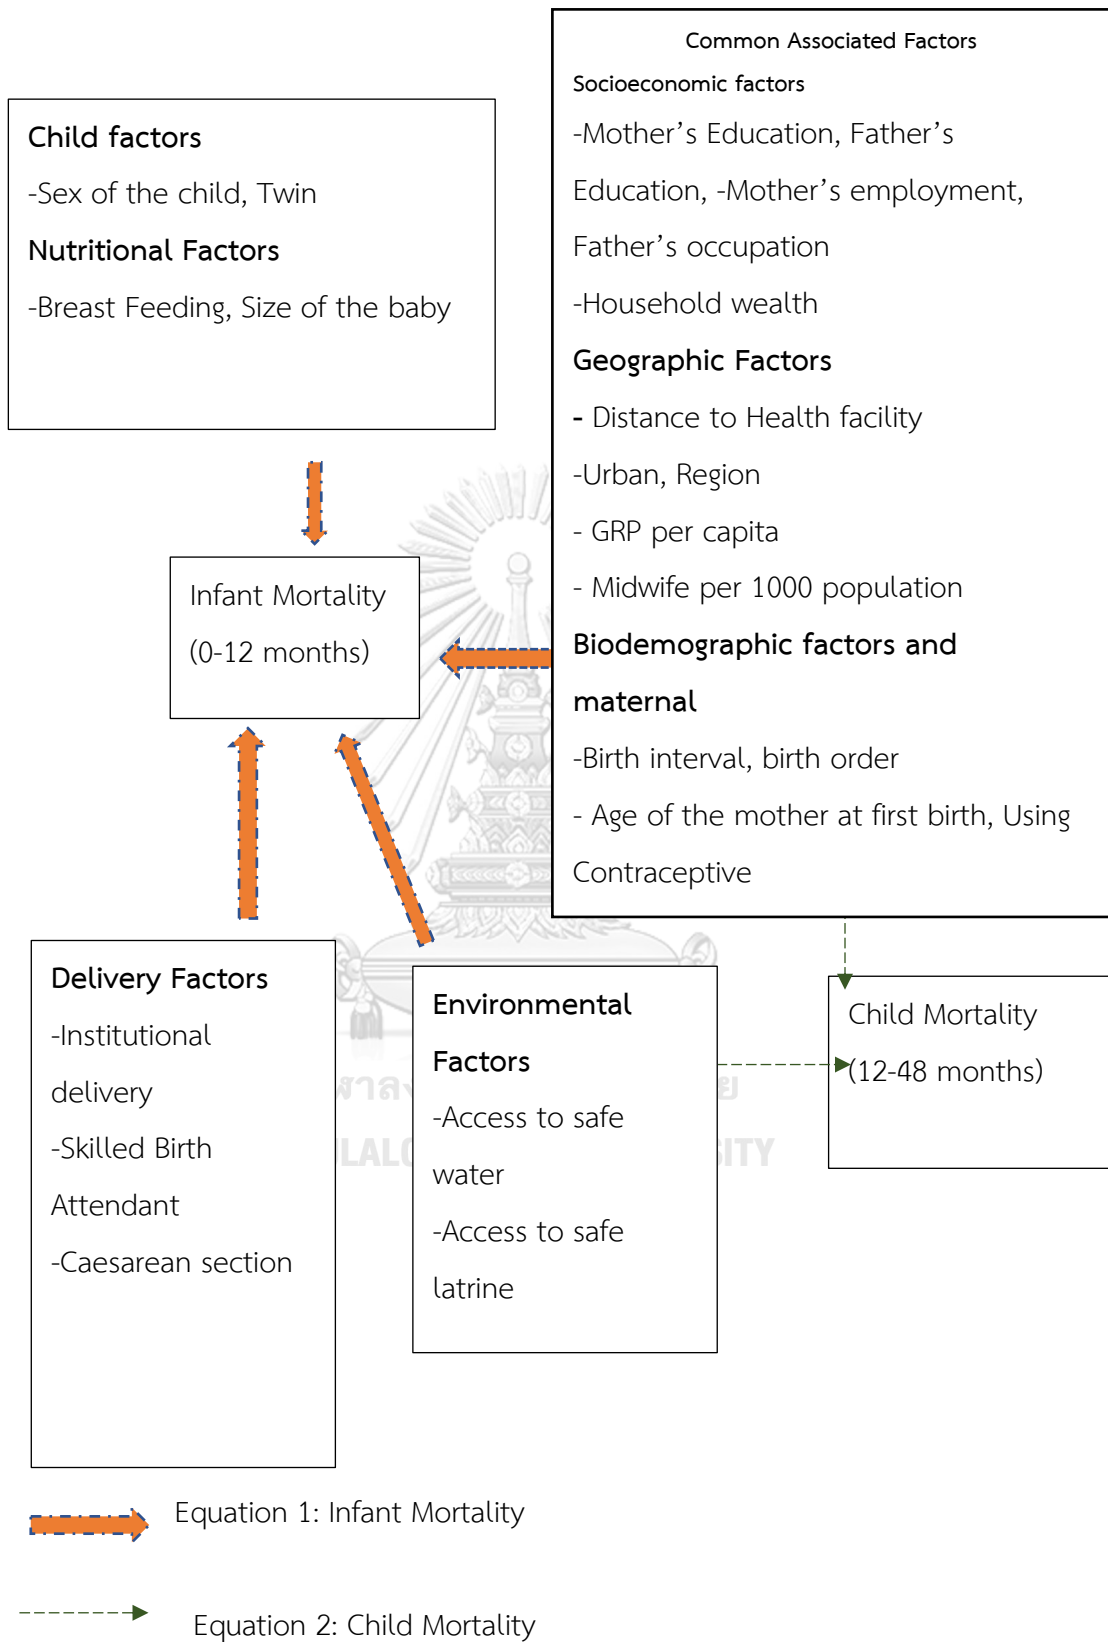 Common Associated Factors
Socioeconomic factors
-Mother’s Education, Father’s
Education, -Mother’s employment,
Father’s occupation
-Household wealth
Geographic Factors
- Distance to Health facility
-Urban, Region
- GRP per capita
- Midwife per 1000 population
Biodemographic factors and
maternal
-Birth interval, birth order
- Age of the mother at first birth, Using
Contraceptive
Child factors
-Sex of the child, Twin
Nutritional Factors
-Breast Feeding, Size of the baby
Infant Mortality
(0-12 months)
Delivery Factors
-Institutional
delivery
-Skilled Birth
Attendant
-Caesarean section
Environmental
Factors
-Access to safe
water
-Access to safe
latrine
Child Mortality
(12-48 months)
Equation 1: Infant Mortality
Equation 2: Child Mortality